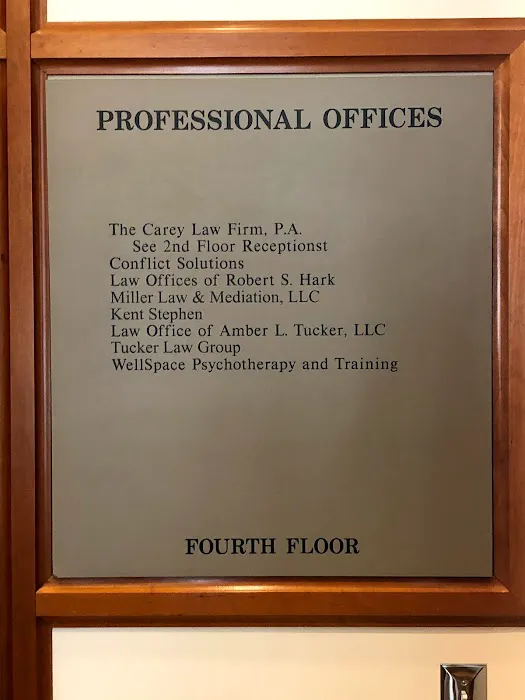 PROFESSIONAL OFFICES
The Carey Law Firm, P.A.
See 2nd Floor Receptionst
Conflict Solutions
Law Offices of Robert S. Hark
Miller Law & Mediation, LLC
Kent Stephen
Law Office of Amber L. Tucker, LLC
Tucker Law Group
WellSpace Psychotherapy and Training
FOURTH FLOOR